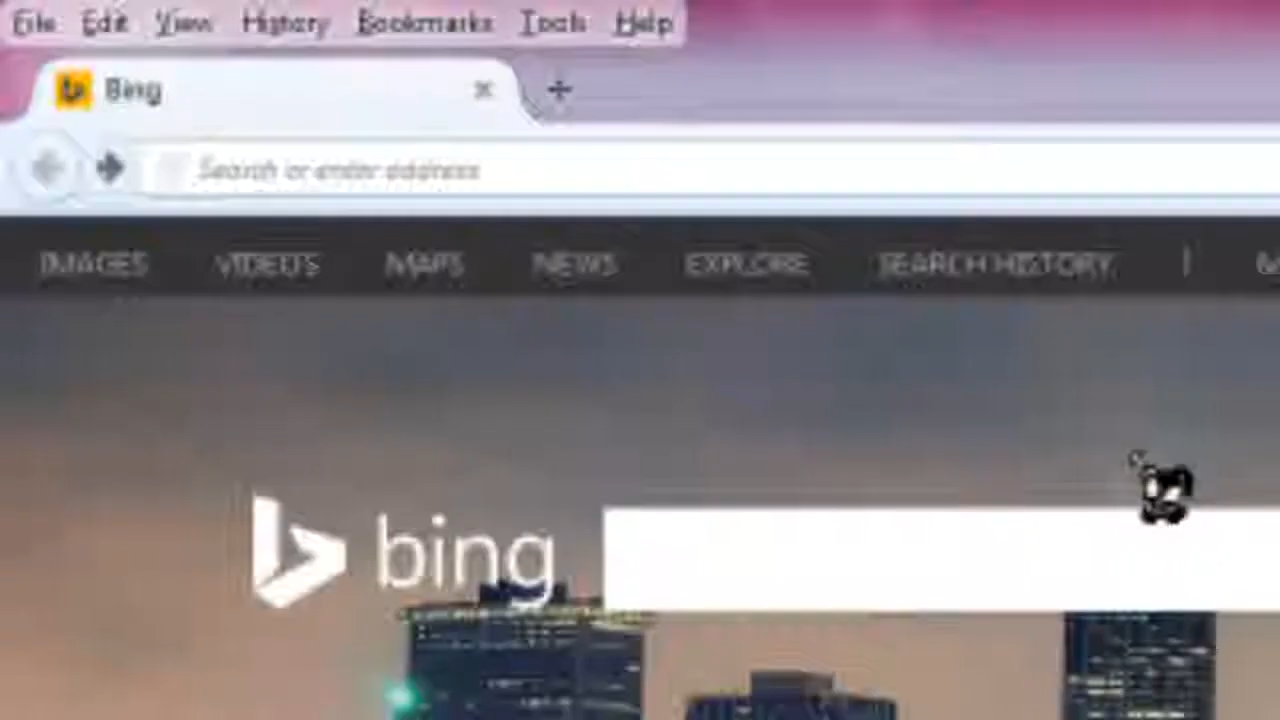 File Edit View History Bookmarks Tools Help
Bing
Search or enter address
IMAGES VIDEOS MAPS NEWS EXPLORE SEARCH HISTORY |
bing